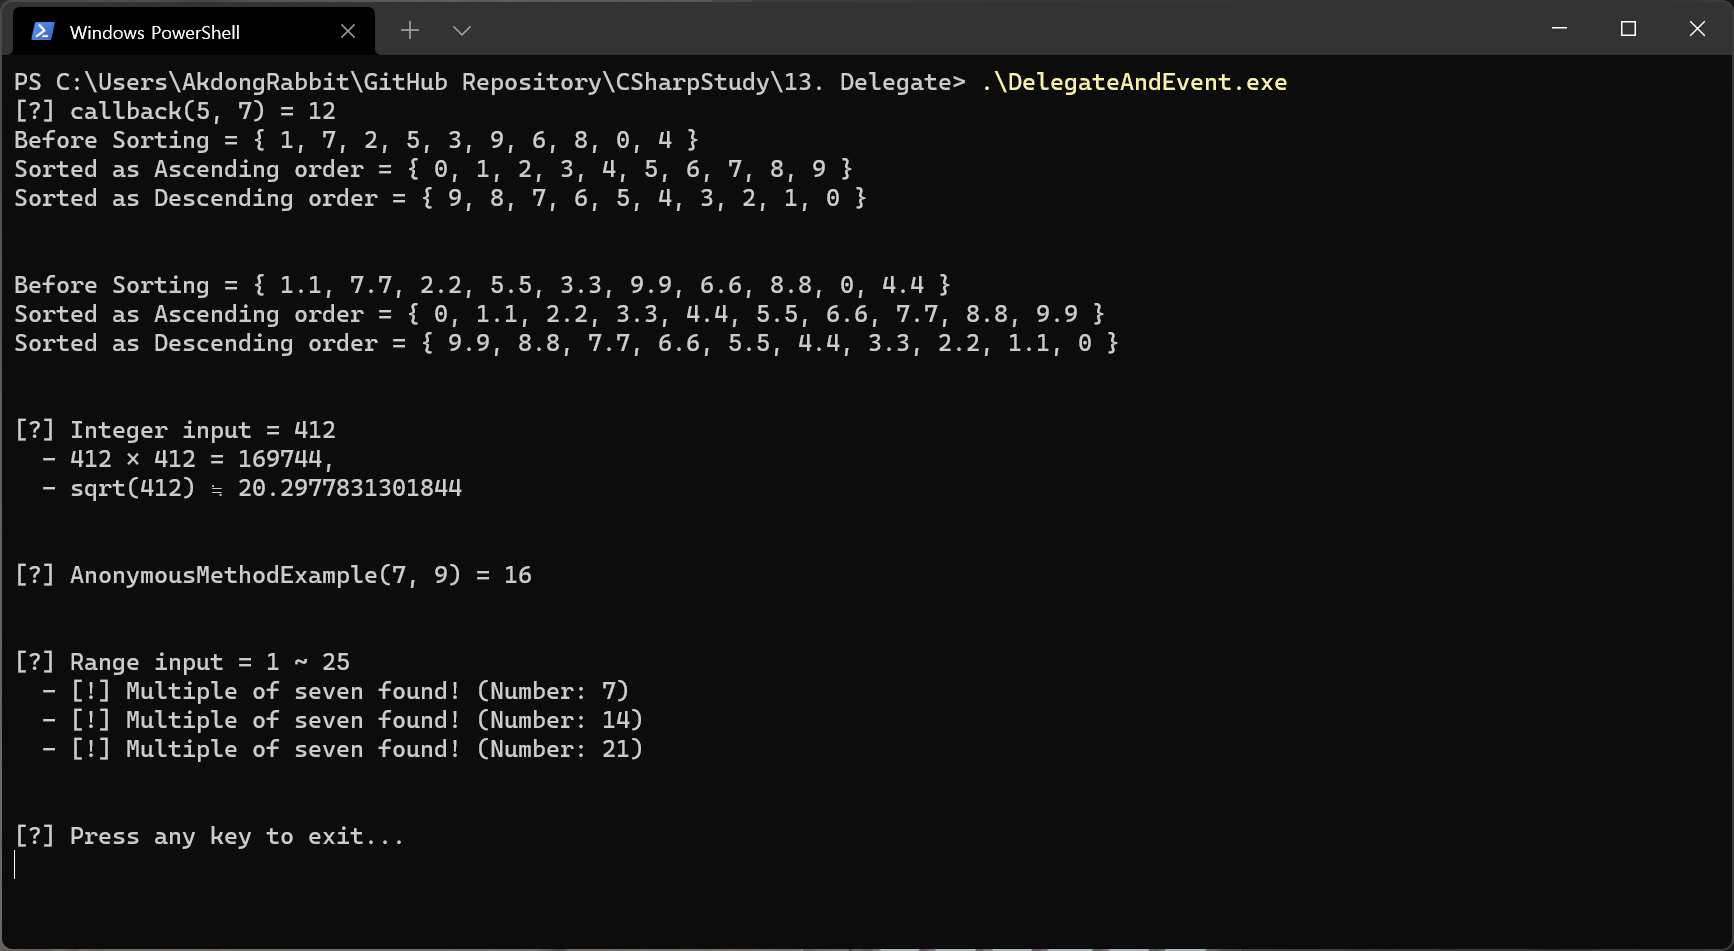 Windows PowerShell
PS C:\Users\AkdongRabbit\GitHub Repository\CSharpStudy\13. Delegate> .\DelegateAndEvent.exe
[?] callback(5, 7) = 12
Before Sorting = { 1, 7, 2, 5, 3, 9, 6, 8, 0, 4 }
Sorted as Ascending order = { 0, 1, 2, 3, 4, 5, 6, 7, 8, 9 }
Sorted as Descending order = { 9, 8, 7, 6, 5, 4, 3, 2, 1, 0 }
Before Sorting = { 1.1, 7.7, 2.2, 5.5, 3.3, 9.9, 6.6, 8.8, 0, 4.4 }
Sorted as Ascending order = { 0, 1.1, 2.2, 3.3, 4.4, 5.5, 6.6, 7.7, 8.8, 9.9 }
Sorted as Descending order = { 9.9, 8.8, 7.7, 6.6, 5.5, 4.4, 3.3, 2.2, 1.1, 0 }
[?] Integer input = 412
  - 412 × 412 = 169744,
  - sqrt(412) ≒ 20.2977831301844
[?] AnonymousMethodExample(7, 9) = 16
[?] Range input = 1 ~ 25
  - [!] Multiple of seven found! (Number: 7)
  - [!] Multiple of seven found! (Number: 14)
  - [!] Multiple of seven found! (Number: 21)
[?] Press any key to exit...